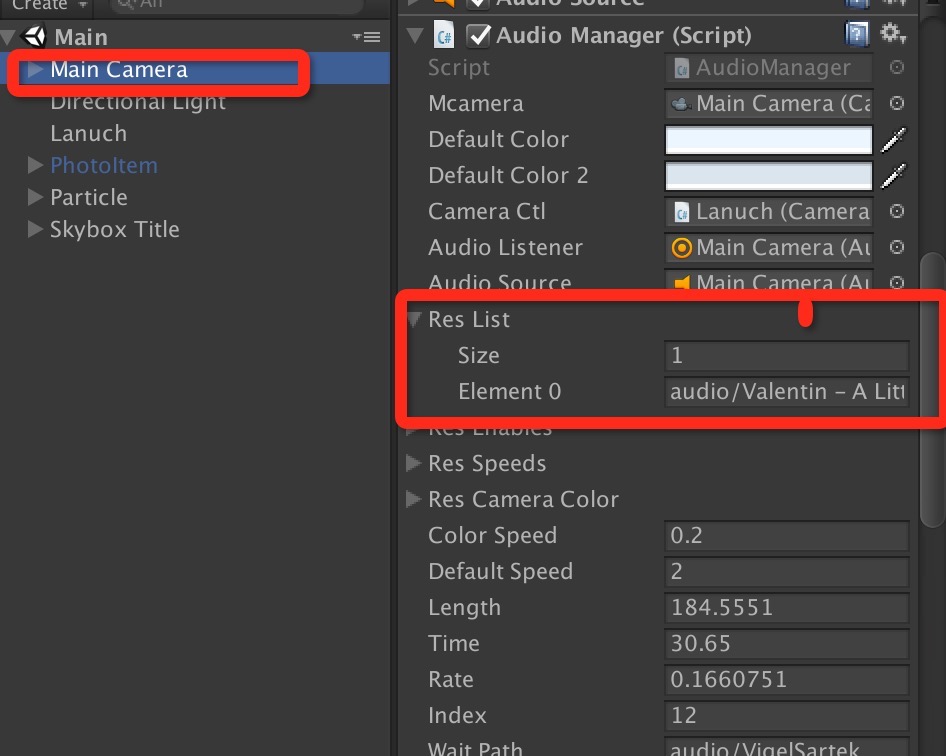 Create
All
Main
Main Camera
Directional Light
Lanuch
PhotoItem
Particle
Skybox Title
Audio Source
Audio Manager (Script)
Script AudioManager
Mcamera Main Camera (Ca
Default Color
Default Color 2
Camera Ctl Lanuch (Camera
Audio Listener Main Camera (Au
Audio Source Main Camera (Au
Res List
Size 1
Element 0 audio/Valentin – A Litt
Res Enables
Res Speeds
Res Camera Color
Color Speed 0.2
Default Speed 2
Length 184.5551
Time 30.65
Rate 0.1660751
Index 12
Wait Path audio/VigelSartek